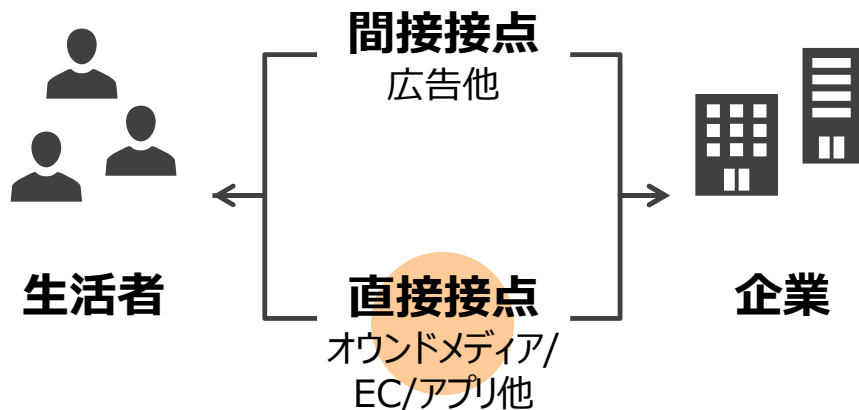 間接接点
広告他
生活者
直接接点
オウンドメディア/
EC/アプリ他
企業